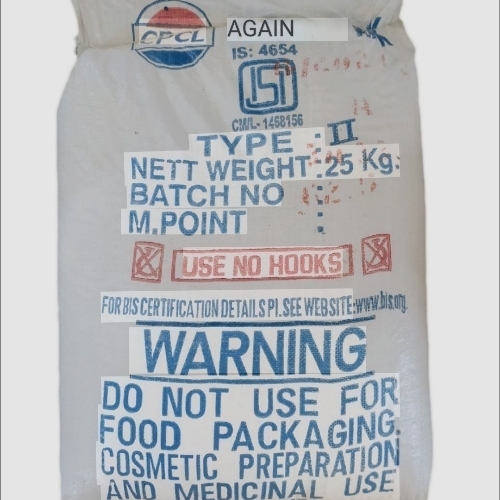 CPCL AGAIN
IS: 4654
ISI
CM/L-1458156
TYPE : II
NETT WEIGHT : 25 Kg.
BATCH NO :
M.POINT :
USE NO HOOKS
FOR BIS CERTIFICATION DETAILS Pl. SEE WEBSITE:www.bis.org.
WARNING
DO NOT USE FOR
FOOD PACKAGING.
COSMETIC PREPARATION
AND MEDICINAL USE